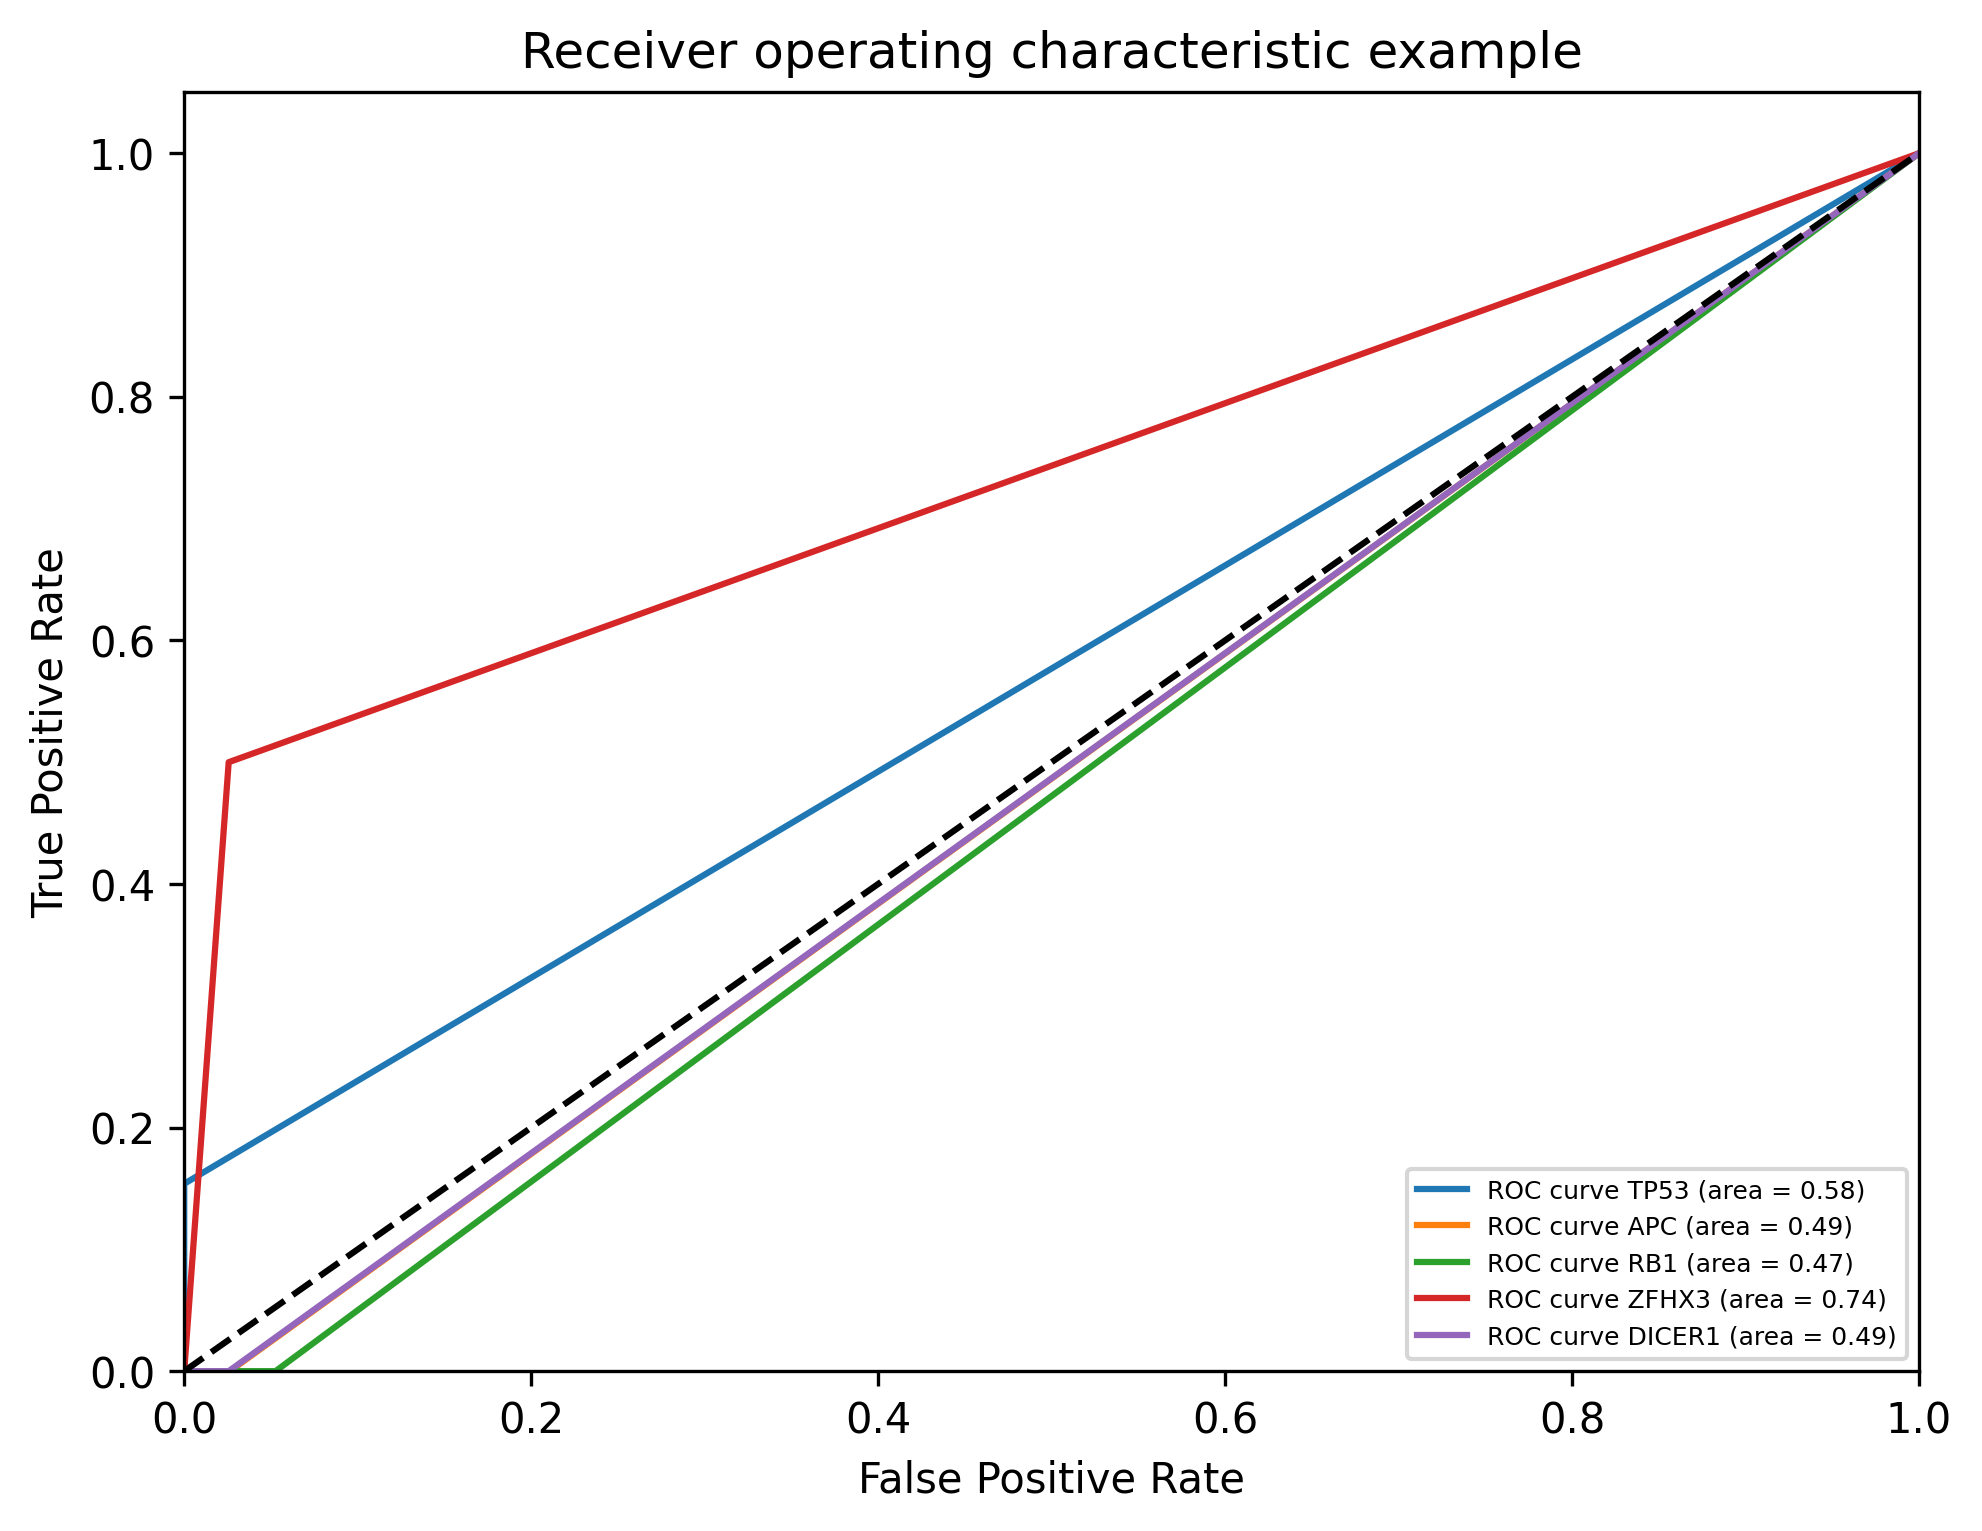 Receiver operating characteristic example
True Positive Rate
1.0
0.8
0.6
0.4
0.2
0.0
ROC curve TP53 (area = 0.58)
ROC curve APC (area = 0.49)
ROC curve RB1 (area = 0.47)
ROC curve ZFHX3 (area = 0.74)
ROC curve DICER1 (area = 0.49)
0.0 0.2 0.4 0.6 0.8 1.0
False Positive Rate